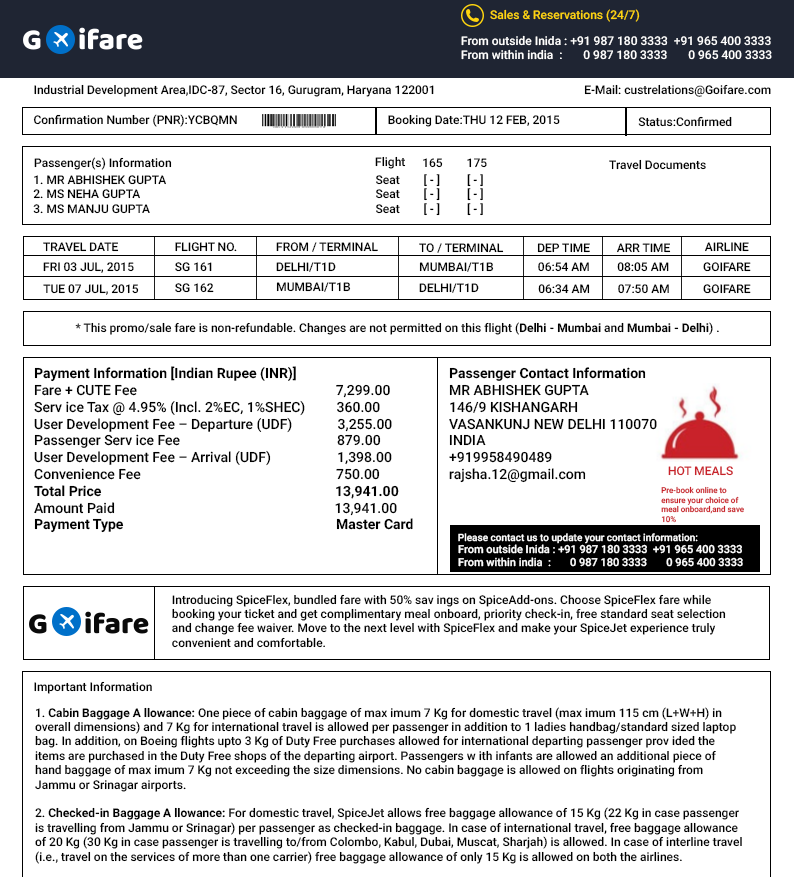 G ifare
Sales & Reservations (24/7)
From outside Inida : +91 987 180 3333 +91 965 400 3333
From within india : 0 987 180 3333 0 965 400 3333
Industrial Development Area,IDC-87, Sector 16, Gurugram, Haryana 122001 E-Mail: custrelations@Goifare.com
Confirmation Number (PNR):YCBQMN Booking Date:THU 12 FEB, 2015 Status:Confirmed
Passenger(s) Information Flight 165 175 Travel Documents
1. MR ABHISHEK GUPTA Seat [ - ] [ - ]
2. MS NEHA GUPTA Seat [ - ] [ - ]
3. MS MANJU GUPTA Seat [ - ] [ - ]
TRAVEL DATE FLIGHT NO. FROM / TERMINAL TO / TERMINAL DEP TIME ARR TIME AIRLINE
FRI 03 JUL, 2015 SG 161 DELHI/T1D MUMBAI/T1B 06:54 AM 08:05 AM GOIFARE
TUE 07 JUL, 2015 SG 162 MUMBAI/T1B DELHI/T1D 06:34 AM 07:50 AM GOIFARE
* This promo/sale fare is non-refundable. Changes are not permitted on this flight (Delhi - Mumbai and Mumbai - Delhi) .
Payment Information [Indian Rupee (INR)]
Fare + CUTE Fee 7,299.00
Serv ice Tax @ 4.95% (Incl. 2%EC, 1%SHEC) 360.00
User Development Fee – Departure (UDF) 3,255.00
Passenger Serv ice Fee 879.00
User Development Fee – Arrival (UDF) 1,398.00
Convenience Fee 750.00
Total Price 13,941.00
Amount Paid 13,941.00
Payment Type Master Card
Passenger Contact Information
MR ABHISHEK GUPTA
146/9 KISHANGARH
VASANKUNJ NEW DELHI 110070
INDIA
+919958490489
rajsha.12@gmail.com
HOT MEALS
Pre-book online to
ensure your choice of
meal onboard,and save
10%
Please contact us to update your contact information:
From outside Inida : +91 987 180 3333 +91 965 400 3333
From within india : 0 987 180 3333 0 965 400 3333
G ifare
Introducing SpiceFlex, bundled fare with 50% sav ings on SpiceAdd-ons. Choose SpiceFlex fare while
booking your ticket and get complimentary meal onboard, priority check-in, free standard seat selection
and change fee waiver. Move to the next level with SpiceFlex and make your SpiceJet experience truly
convenient and comfortable.
Important Information
1. Cabin Baggage A llowance: One piece of cabin baggage of max imum 7 Kg for domestic travel (max imum 115 cm (L+W+H) in
overall dimensions) and 7 Kg for international travel is allowed per passenger in addition to 1 ladies handbag/standard sized laptop
bag. In addition, on Boeing flights upto 3 Kg of Duty Free purchases allowed for international departing passenger prov ided the
items are purchased in the Duty Free shops of the departing airport. Passengers w ith infants are allowed an additional piece of
hand baggage of max imum 7 Kg not exceeding the size dimensions. No cabin baggage is allowed on flights originating from
Jammu or Srinagar airports.
2. Checked-in Baggage A llowance: For domestic travel, SpiceJet allows free baggage allowance of 15 Kg (22 Kg in case passenger
is travelling from Jammu or Srinagar) per passenger as checked-in baggage. In case of international travel, free baggage allowance
of 20 Kg (30 Kg in case passenger is travelling to/from Colombo, Kabul, Dubai, Muscat, Sharjah) is allowed. In case of interline travel
(i.e., travel on the services of more than one carrier) free baggage allowance of only 15 Kg is allowed on both the airlines.